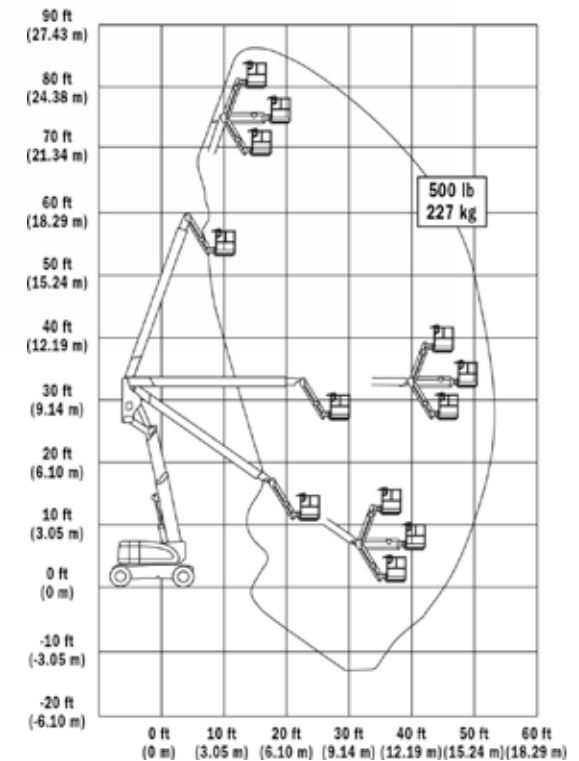 90 ft
(27.43 m)
80 ft
(24.38 m)
70 ft
(21.34 m)
500 lb
227 kg
60 ft
(18.29 m)
50 ft
(15.24 m)
40 ft
(12.19 m)
30 ft
(9.14 m)
20 ft
(6.10 m)
10 ft
(3.05 m)
0 ft
(0 m)
-10 ft
(-3.05 m)
-20 ft
(-6.10 m)
0 ft 10 ft 20 ft 30 ft 40 ft 50 ft 60 ft
(0 m) (3.05 m) (6.10 m) (9.14 m) (12.19 m)(15.24 m)(18.29 m)